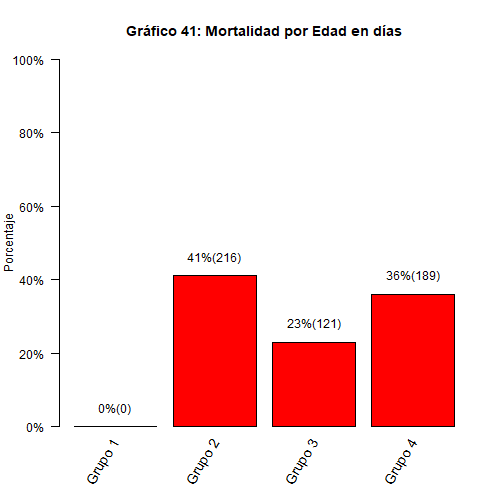 Gráfico 41: Mortalidad por Edad en días
Porcentaje
100%
80%
60%
40%
20%
0%
0%(0)
41%(216)
23%(121)
36%(189)
Grupo 1
Grupo 2
Grupo 3
Grupo 4